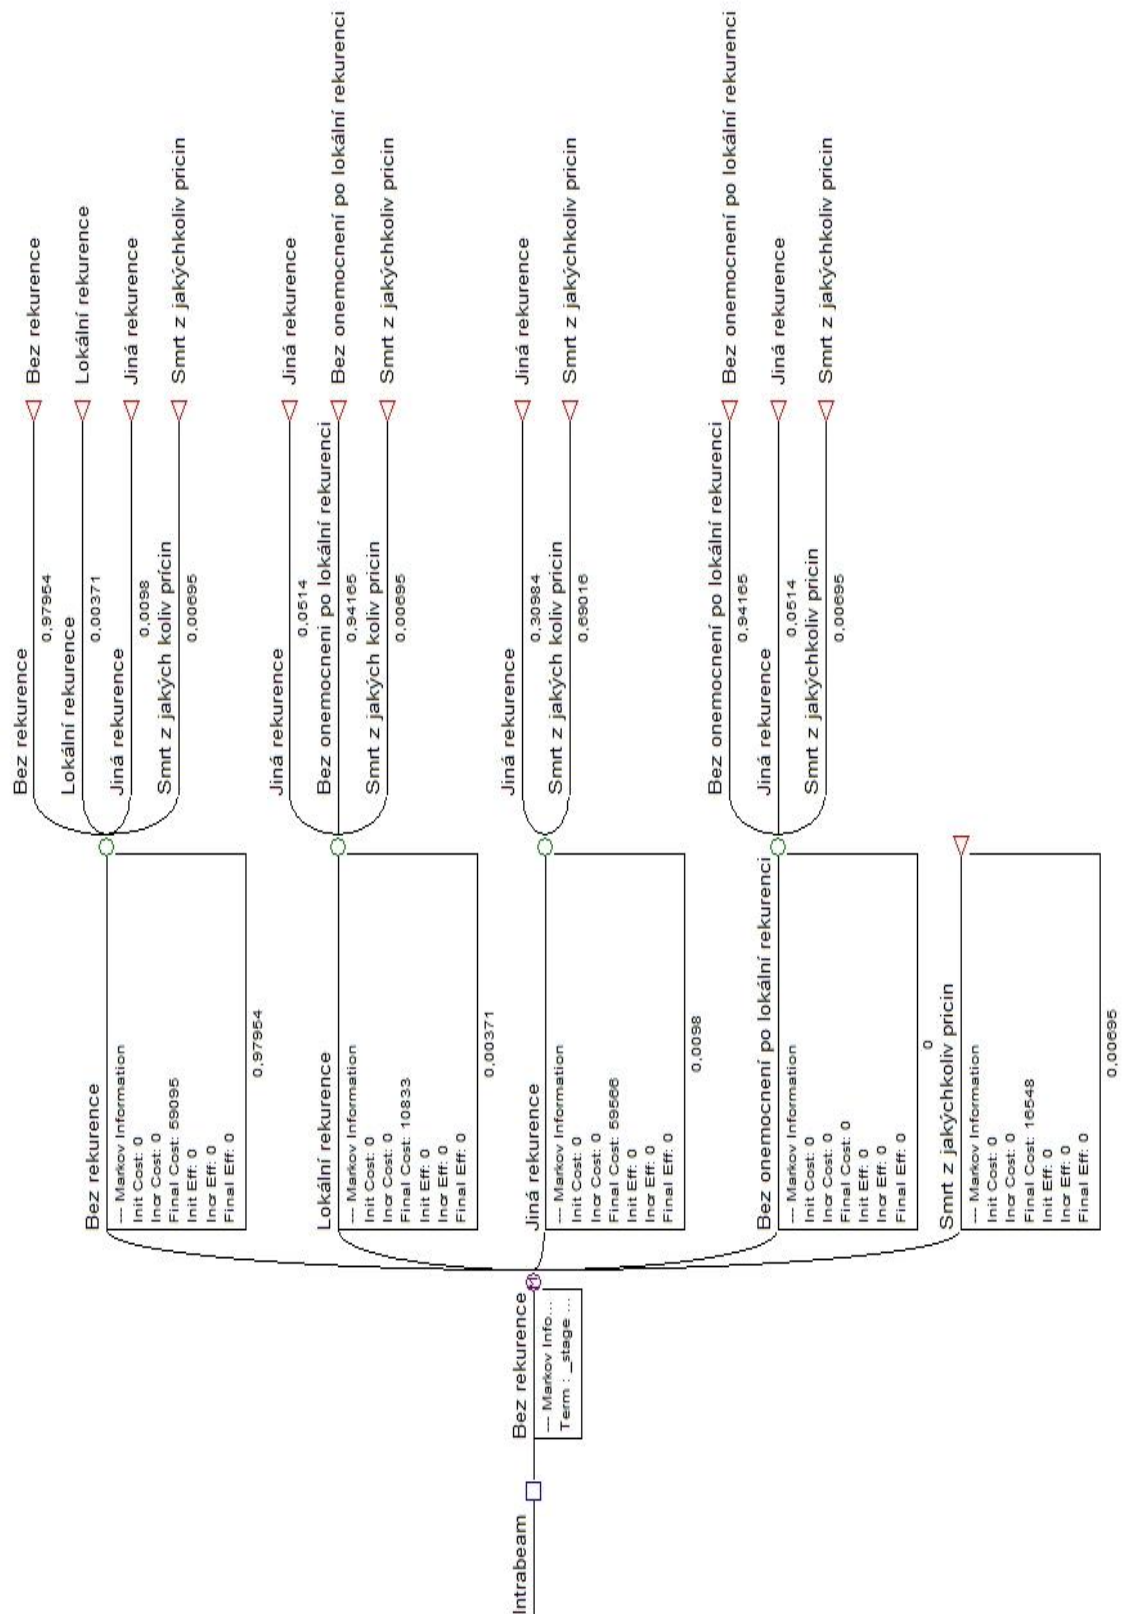 Intrabeam
Bez rekurence
--- Markov Info...
Term : _stage ...
Bez rekurence
--- Markov Information
Init Cost: 0
Incr Cost: 0
Final Cost: 59095
Init Eff: 0
Incr Eff: 0
Final Eff: 0
0,97954
Bez rekurence
0,97954
Bez rekurence
Lokální rekurence
0,00371
Lokální rekurence
Jiná rekurence
0,0098
Jiná rekurence
Smrt z jakých koliv prícin
0,00695
Smrt z jakýchkoliv pricin
Lokální rekurence
--- Markov Information
Init Cost: 0
Incr Cost: 0
Final Cost: 10833
Init Eff: 0
Incr Eff: 0
Final Eff: 0
0,00371
Jiná rekurence
0,0514
Jiná rekurence
Bez onemocnení po lokální rekurenci
0,94165
Bez onemocnení po lokální rekurenci
Smrt z jakých koliv prícin
0,00695
Smrt z jakýchkoliv pricin
Jiná rekurence
--- Markov Information
Init Cost: 0
Incr Cost: 0
Final Cost: 59566
Init Eff: 0
Incr Eff: 0
Final Eff: 0
0,0098
Jiná rekurence
0,30984
Jiná rekurence
Smrt z jakých koliv prícin
0,69016
Smrt z jakýchkoliv pricin
Bez onemocnení po lokální rekurenci
--- Markov Information
Init Cost: 0
Incr Cost: 0
Final Cost: 0
Init Eff: 0
Incr Eff: 0
Final Eff: 0
0
Bez onemocnení po lokální rekurenci
0,94165
Bez onemocnení po lokální rekurenci
Jiná rekurence
0,0514
Jiná rekurence
Smrt z jakýchkoliv prícin
0,00695
Smrt z jakýchkoliv pricin
Smrt z jakýchkoliv pricin
--- Markov Information
Init Cost: 0
Incr Cost: 0
Final Cost: 16548
Init Eff: 0
Incr Eff: 0
Final Eff: 0
0,00695